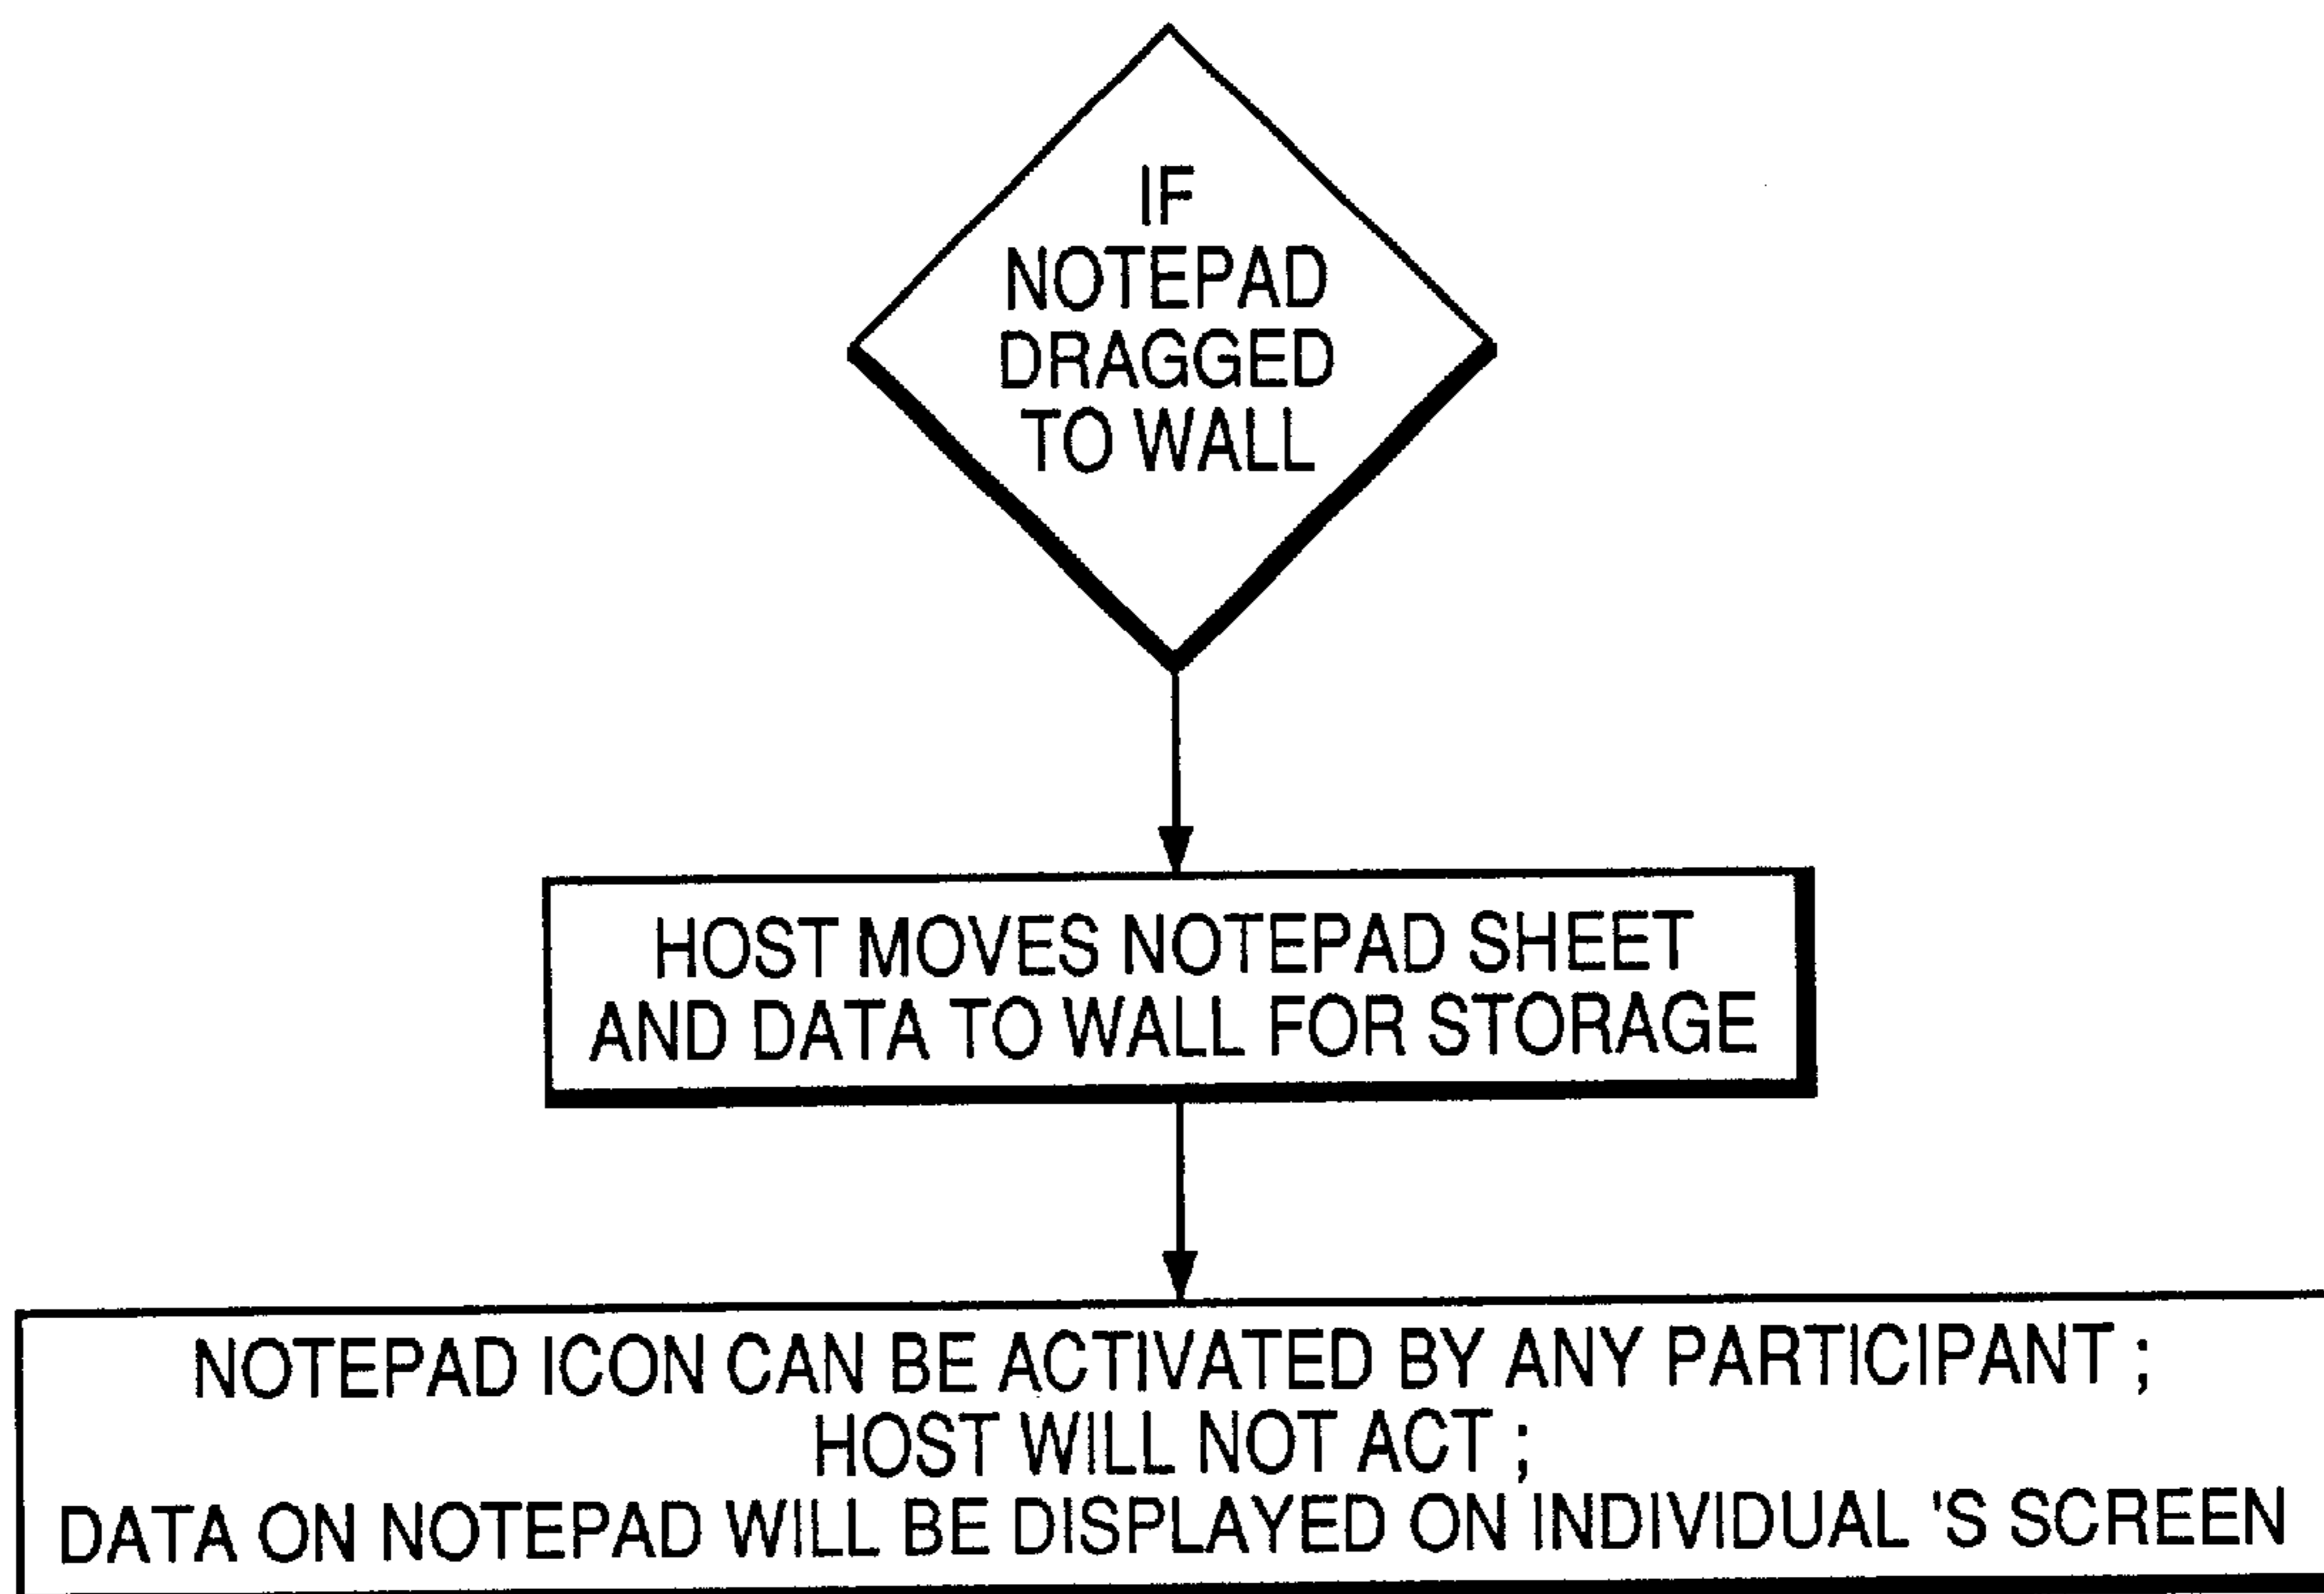 IF
NOTEPAD
DRAGGED
TO WALL
HOST MOVES NOTEPAD SHEET
AND DATA TO WALL FOR STORAGE
NOTEPAD ICON CAN BE ACTIVATED BY ANY PARTICIPANT ;
HOST WILL NOT ACT ;
DATA ON NOTEPAD WILL BE DISPLAYED ON INDIVIDUAL 'S SCREEN